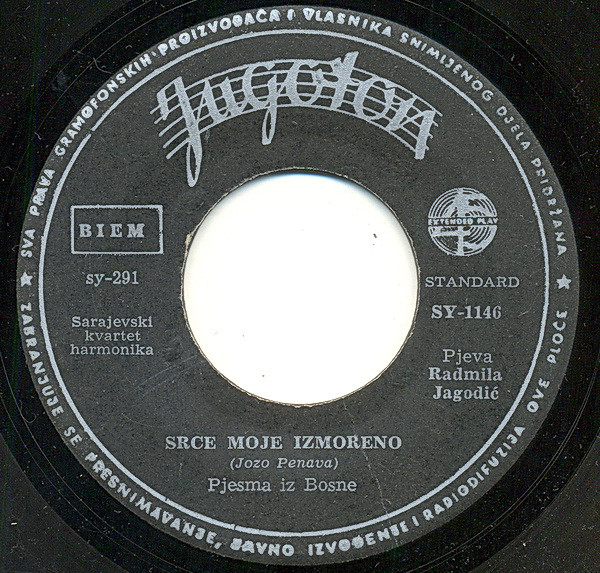 ★ SVA PRAVA GRAMOFONSKIH PROIZVOĐAČA I VLASNIKA SNIMLJENOG DJELA PRIDRŽANA ★
Jugoton
BIEM
sy-291
Sarajevski
kvartet
harmonika
45
EXTENDED PLAY
STANDARD
SY-1146
Pjeva
Radmila
Jagodić
SRCE MOJE IZMORENO
(Jozo Penava)
Pjesma iz Bosne
ZABRANJUJE SE PRESNIMAVANJE, JAVNO IZVOĐENJE I RADIODIFUZIJA OVE PLOČE